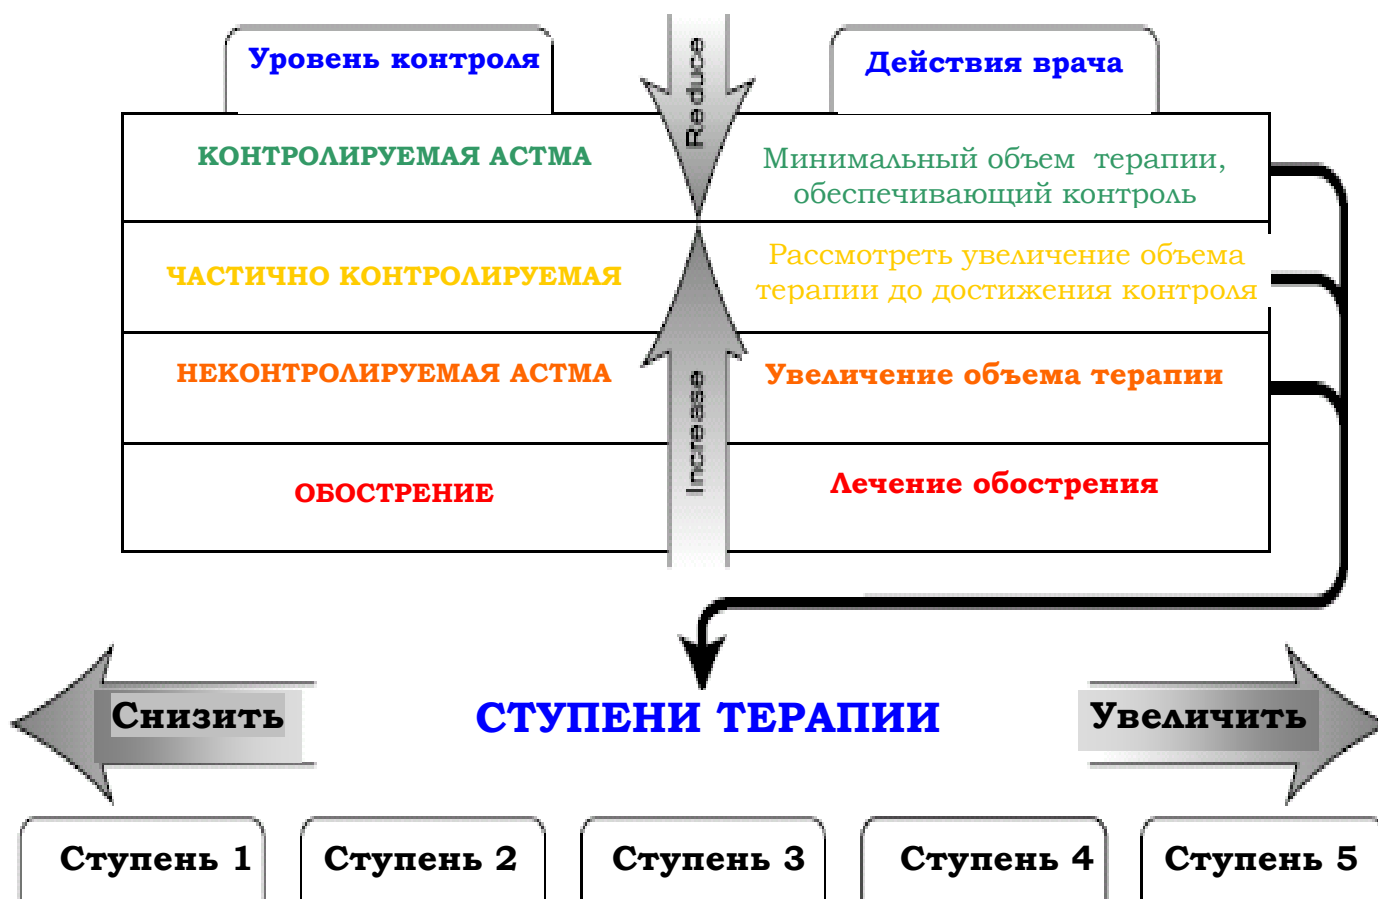 Уровень контроля
Reduce
Действия врача
КОНТРОЛИРУЕМАЯ АСТМА
Минимальный объем терапии,
обеспечивающий контроль
ЧАСТИЧНО КОНТРОЛИРУЕМАЯ
Рассмотреть увеличение объема
терапии до достижения контроля
НЕКОНТРОЛИРУЕМАЯ АСТМА
Increase
Увеличение объема терапии
ОБОСТРЕНИЕ
Лечение обострения
Снизить
СТУПЕНИ ТЕРАПИИ
Увеличить
Ступень 1
Ступень 2
Ступень 3
Ступень 4
Ступень 5